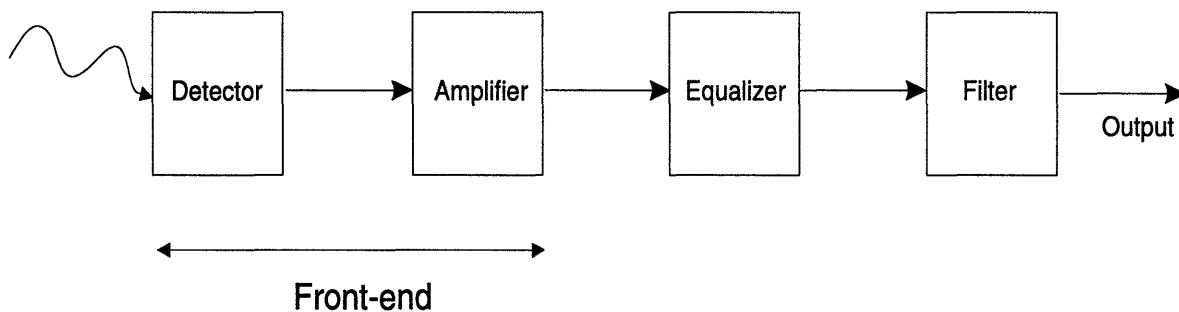 Detector
Amplifier
Equalizer
Filter
Output
Front-end